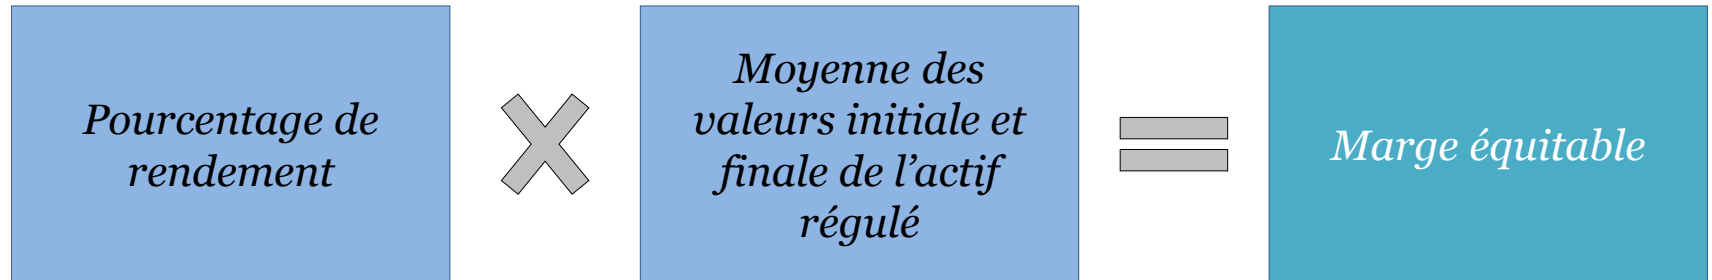 Pourcentage de
rendement
Moyenne des
valeurs initiale et
finale de l’actif
régulé
Marge équitable